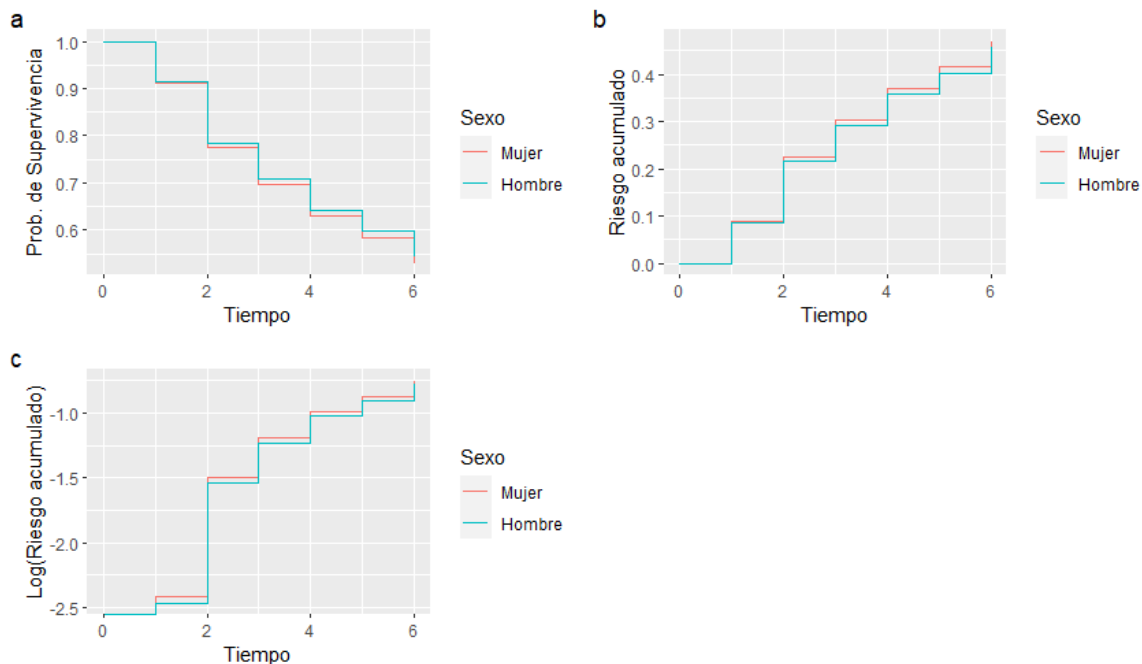 a
Prob. de Supervivencia
1.0
0.9
0.8
0.7
0.6
0 2 4 6
Tiempo
Sexo
Mujer
Hombre
b
Riesgo acumulado
0.4
0.3
0.2
0.1
0.0
0 2 4 6
Tiempo
Sexo
Mujer
Hombre
c
Log(Riesgo acumulado)
-1.0
-1.5
-2.0
-2.5
0 2 4 6
Tiempo
Sexo
Mujer
Hombre